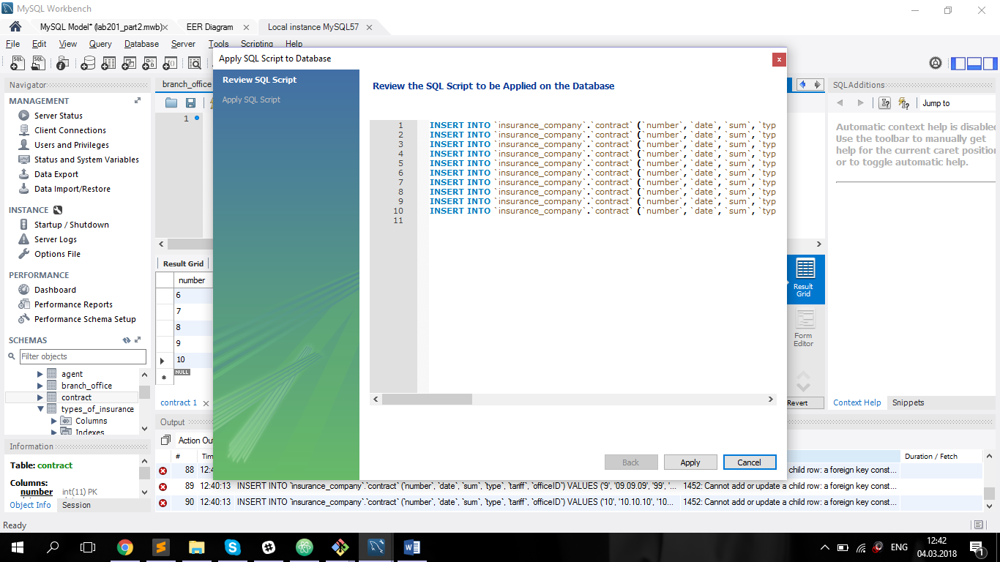 MySQL Workbench
MySQL Model* (lab201_part2.mwb)
EER Diagram
Local instance MySQL57
File Edit View Query Database Server Tools Scripting Help
Navigator
MANAGEMENT
Server Status
Client Connections
Users and Privileges
Status and System Variables
Data Export
Data Import/Restore
INSTANCE
Startup / Shutdown
Server Logs
Options File
PERFORMANCE
Dashboard
Performance Reports
Performance Schema Setup
SCHEMAS
Filter objects
agent
branch_office
contract
types_of_insurance
Columns
Indexes
Information
Table: contract
Columns:
number int(11) PK
Object Info Session
Ready
branch_office
1
Result Grid
number
6
7
8
9
10
NULL
contract 1
Output
Action Ou
# Tim
Duration / Fetch
88 12:4
child row: a foreign key const...
89 12:40:13 INSERT INTO `insurance_company`.`contract` (`number`, `date`, `sum`, `type`, `tariff`, `officeID`) VALUES ('9', '09.09.09', '99', '... 1452: Cannot add or update a child row: a foreign key const...
90 12:40:13 INSERT INTO `insurance_company`.`contract` (`number`, `date`, `sum`, `type`, `tariff`, `officeID`) VALUES ('10', '10.10.10', '10... 1452: Cannot add or update a child row: a foreign key const...
Apply SQL Script to Database
x
Review SQL Script
Apply SQL Script
Review the SQL Script to be Applied on the Database
1 INSERT INTO `insurance_company`.`contract` (`number`, `date`, `sum`, `typ
2 INSERT INTO `insurance_company`.`contract` (`number`, `date`, `sum`, `typ
3 INSERT INTO `insurance_company`.`contract` (`number`, `date`, `sum`, `typ
4 INSERT INTO `insurance_company`.`contract` (`number`, `date`, `sum`, `typ
5 INSERT INTO `insurance_company`.`contract` (`number`, `date`, `sum`, `typ
6 INSERT INTO `insurance_company`.`contract` (`number`, `date`, `sum`, `typ
7 INSERT INTO `insurance_company`.`contract` (`number`, `date`, `sum`, `typ
8 INSERT INTO `insurance_company`.`contract` (`number`, `date`, `sum`, `typ
9 INSERT INTO `insurance_company`.`contract` (`number`, `date`, `sum`, `typ
10 INSERT INTO `insurance_company`.`contract` (`number`, `date`, `sum`, `typ
11
Back Apply Cancel
Result
Grid
Form
Editor
Revert
SQLAdditions
Jump to
Automatic context help is disabled
Use the toolbar to manually get
help for the current caret position
or to toggle automatic help.
Context Help Snippets
ENG
12:42
04.03.2018
1